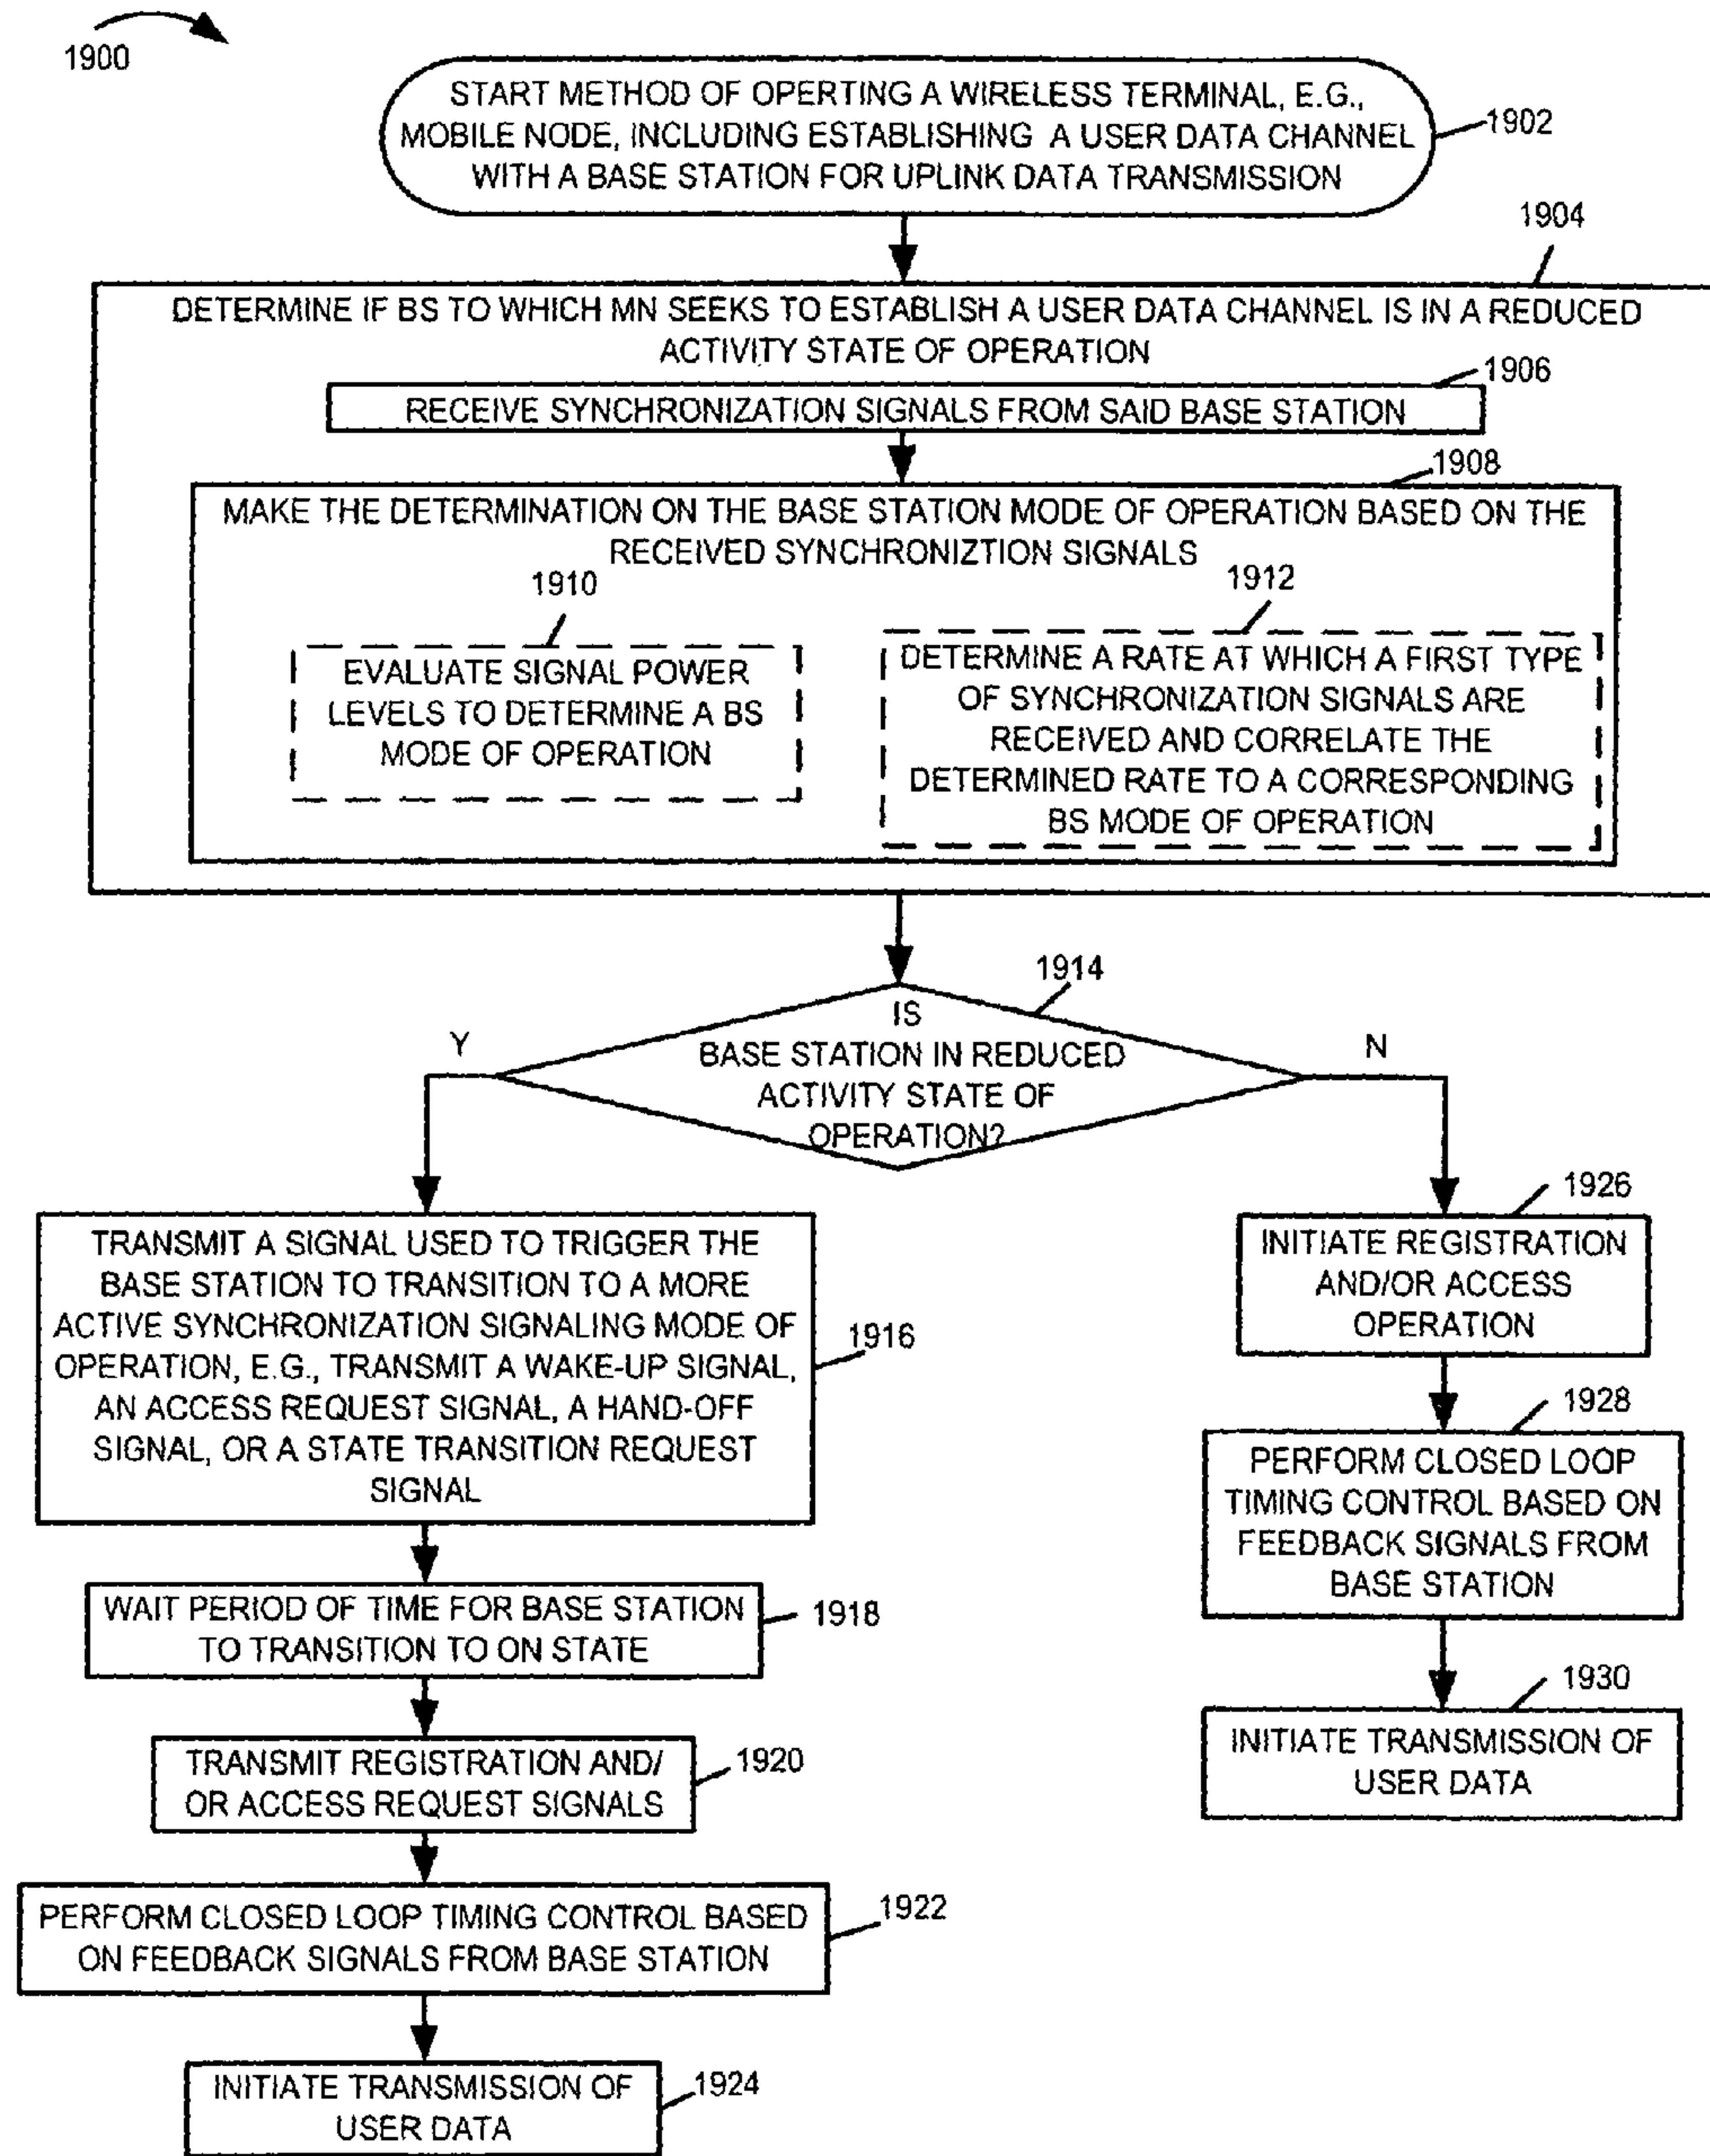 1900
START METHOD OF OPERTING A WIRELESS TERMINAL, E.G.,
MOBILE NODE, INCLUDING ESTABLISHING A USER DATA CHANNEL
WITH A BASE STATION FOR UPLINK DATA TRANSMISSION
1902
1904
DETERMINE IF BS TO WHICH MN SEEKS TO ESTABLISH A USER DATA CHANNEL IS IN A REDUCED
ACTIVITY STATE OF OPERATION
1906
RECEIVE SYNCHRONIZATION SIGNALS FROM SAID BASE STATION
1908
MAKE THE DETERMINATION ON THE BASE STATION MODE OF OPERATION BASED ON THE
RECEIVED SYNCHRONIZTION SIGNALS
1910
EVALUATE SIGNAL POWER
LEVELS TO DETERMINE A BS
MODE OF OPERATION
1912
DETERMINE A RATE AT WHICH A FIRST TYPE
OF SYNCHRONIZATION SIGNALS ARE
RECEIVED AND CORRELATE THE
DETERMINED RATE TO A CORRESPONDING
BS MODE OF OPERATION
1914
IS
BASE STATION IN REDUCED
ACTIVITY STATE OF
OPERATION?
Y
N
TRANSMIT A SIGNAL USED TO TRIGGER THE
BASE STATION TO TRANSITION TO A MORE
ACTIVE SYNCHRONIZATION SIGNALING MODE OF
OPERATION, E.G., TRANSMIT A WAKE-UP SIGNAL,
AN ACCESS REQUEST SIGNAL, A HAND-OFF
SIGNAL, OR A STATE TRANSITION REQUEST
SIGNAL
1916
WAIT PERIOD OF TIME FOR BASE STATION
TO TRANSITION TO ON STATE
1918
TRANSMIT REGISTRATION AND/
OR ACCESS REQUEST SIGNALS
1920
PERFORM CLOSED LOOP TIMING CONTROL BASED
ON FEEDBACK SIGNALS FROM BASE STATION
1922
INITIATE TRANSMISSION OF
USER DATA
1924
1926
INITIATE REGISTRATION
AND/OR ACCESS
OPERATION
1928
PERFORM CLOSED LOOP
TIMING CONTROL BASED ON
FEEDBACK SIGNALS FROM
BASE STATION
1930
INITIATE TRANSMISSION OF
USER DATA